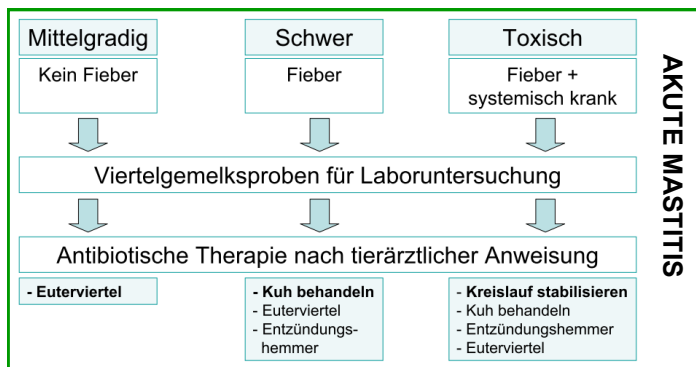 Mittelgradig
Schwer
Toxisch
Kein Fieber
Fieber
Fieber +
systemisch krank
Viertelgemelksproben für Laboruntersuchung
Antibiotische Therapie nach tierärztlicher Anweisung
- Euterviertel
- Kuh behandeln
- Euterviertel
- Entzündungs-
hemmer
- Kreislauf stabilisieren
- Kuh behandeln
- Entzündungshemmer
- Euterviertel
AKUTE MASTITIS